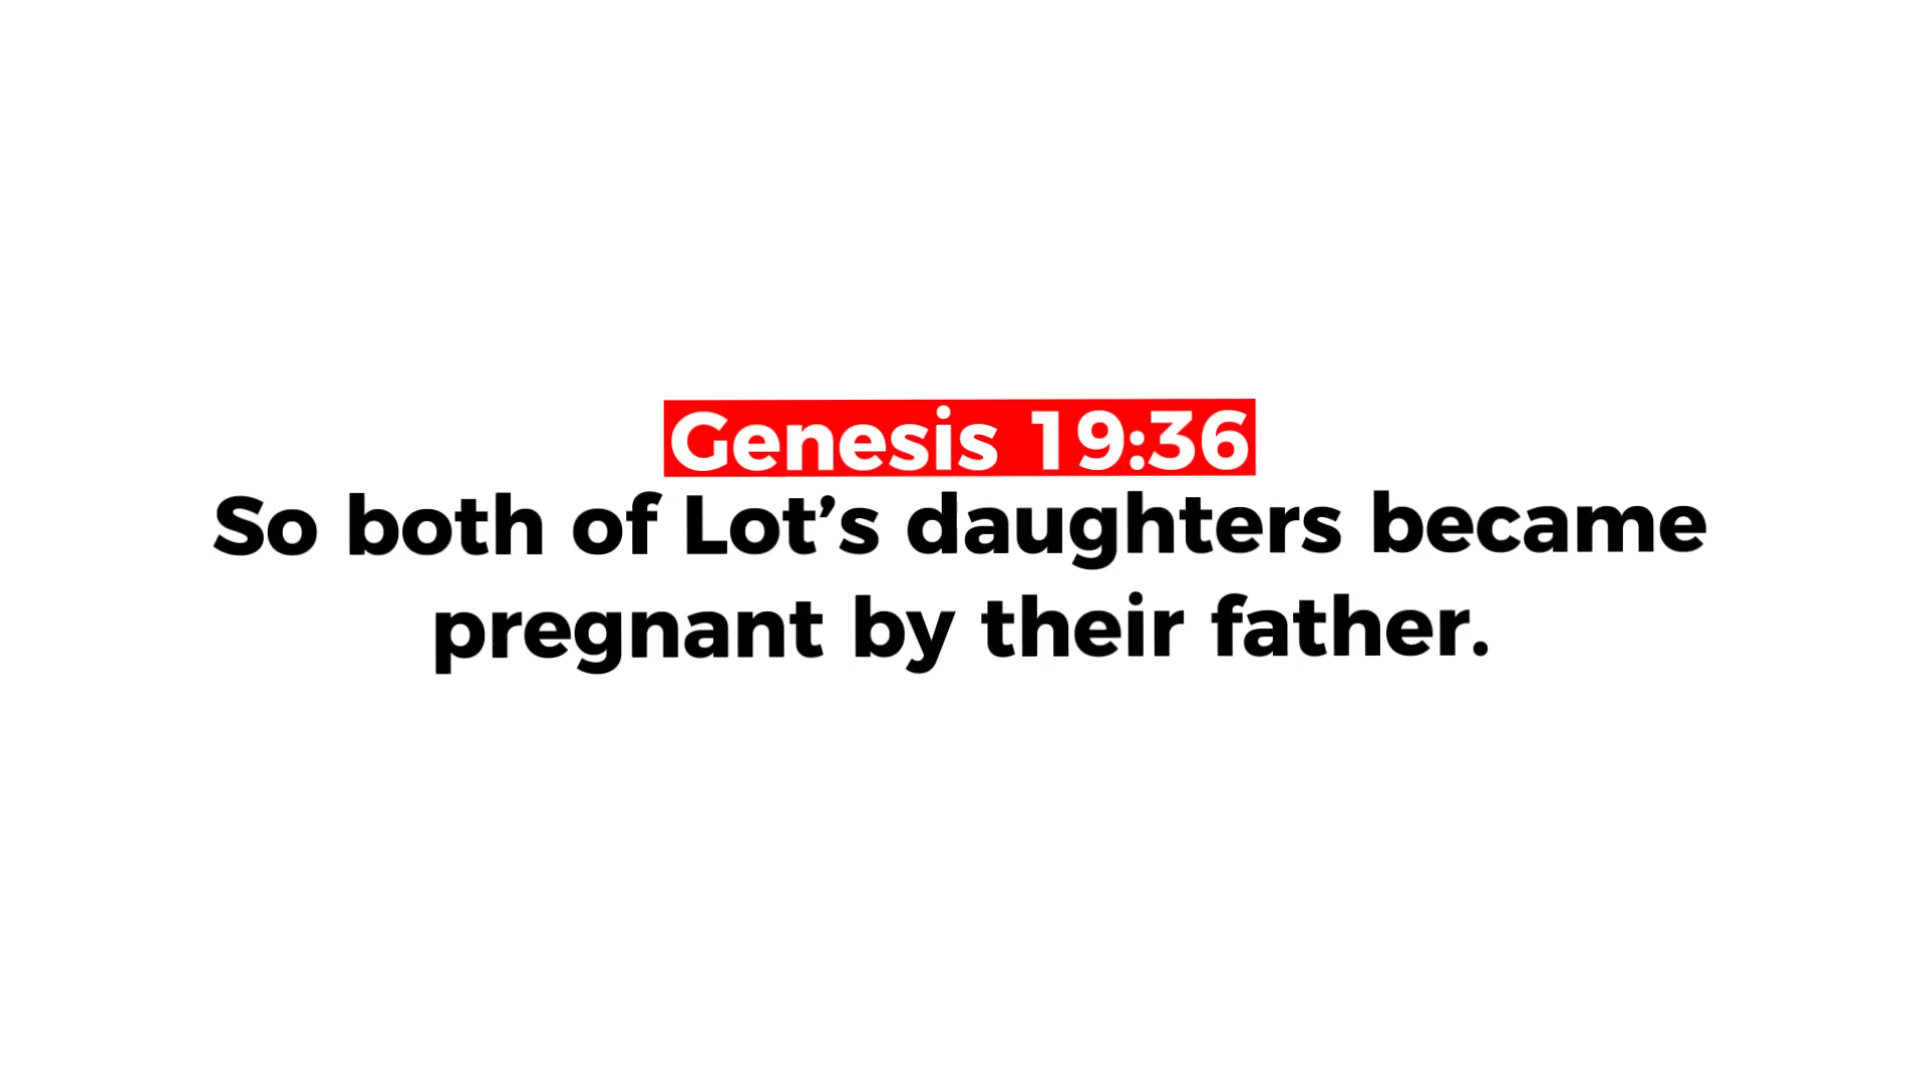 Genesis 19:36
So both of Lot’s daughters became
pregnant by their father.